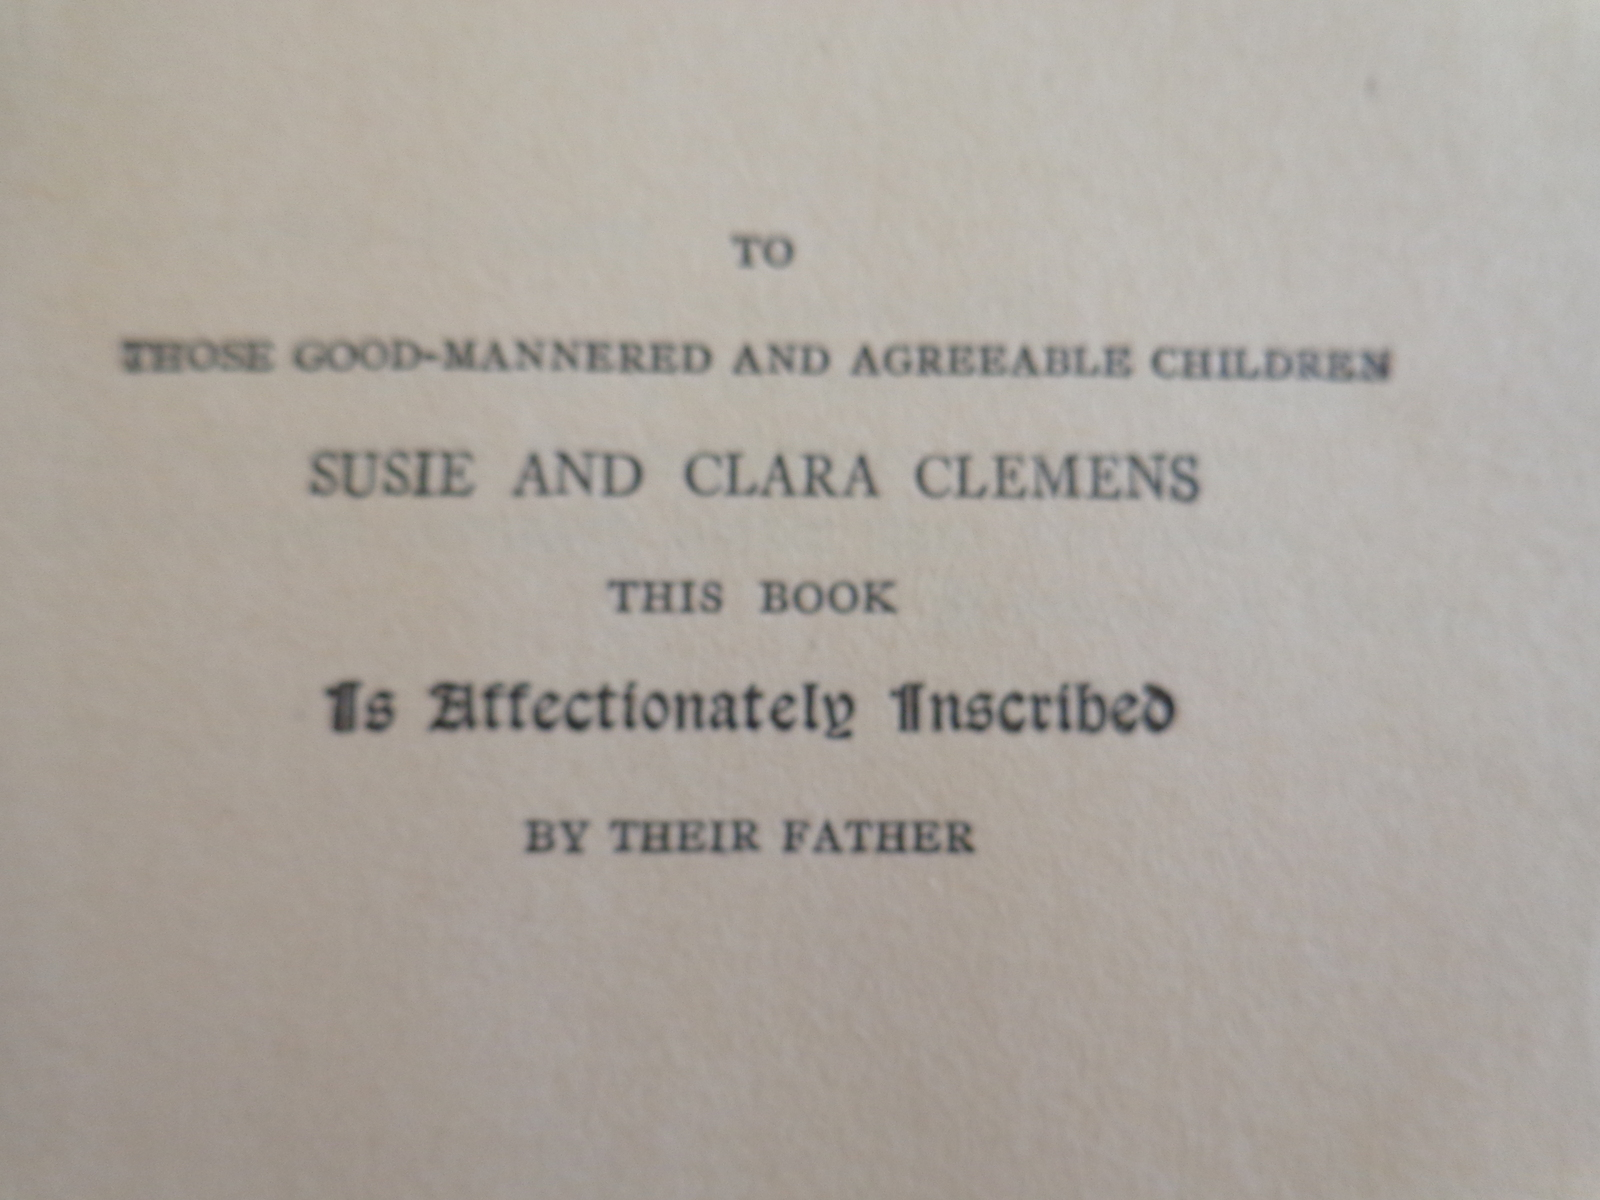 TO
THOSE GOOD-MANNERED AND AGREEABLE CHILDREN
SUSIE AND CLARA CLEMENS
THIS BOOK
Is Affectionately Inscribed
BY THEIR FATHER